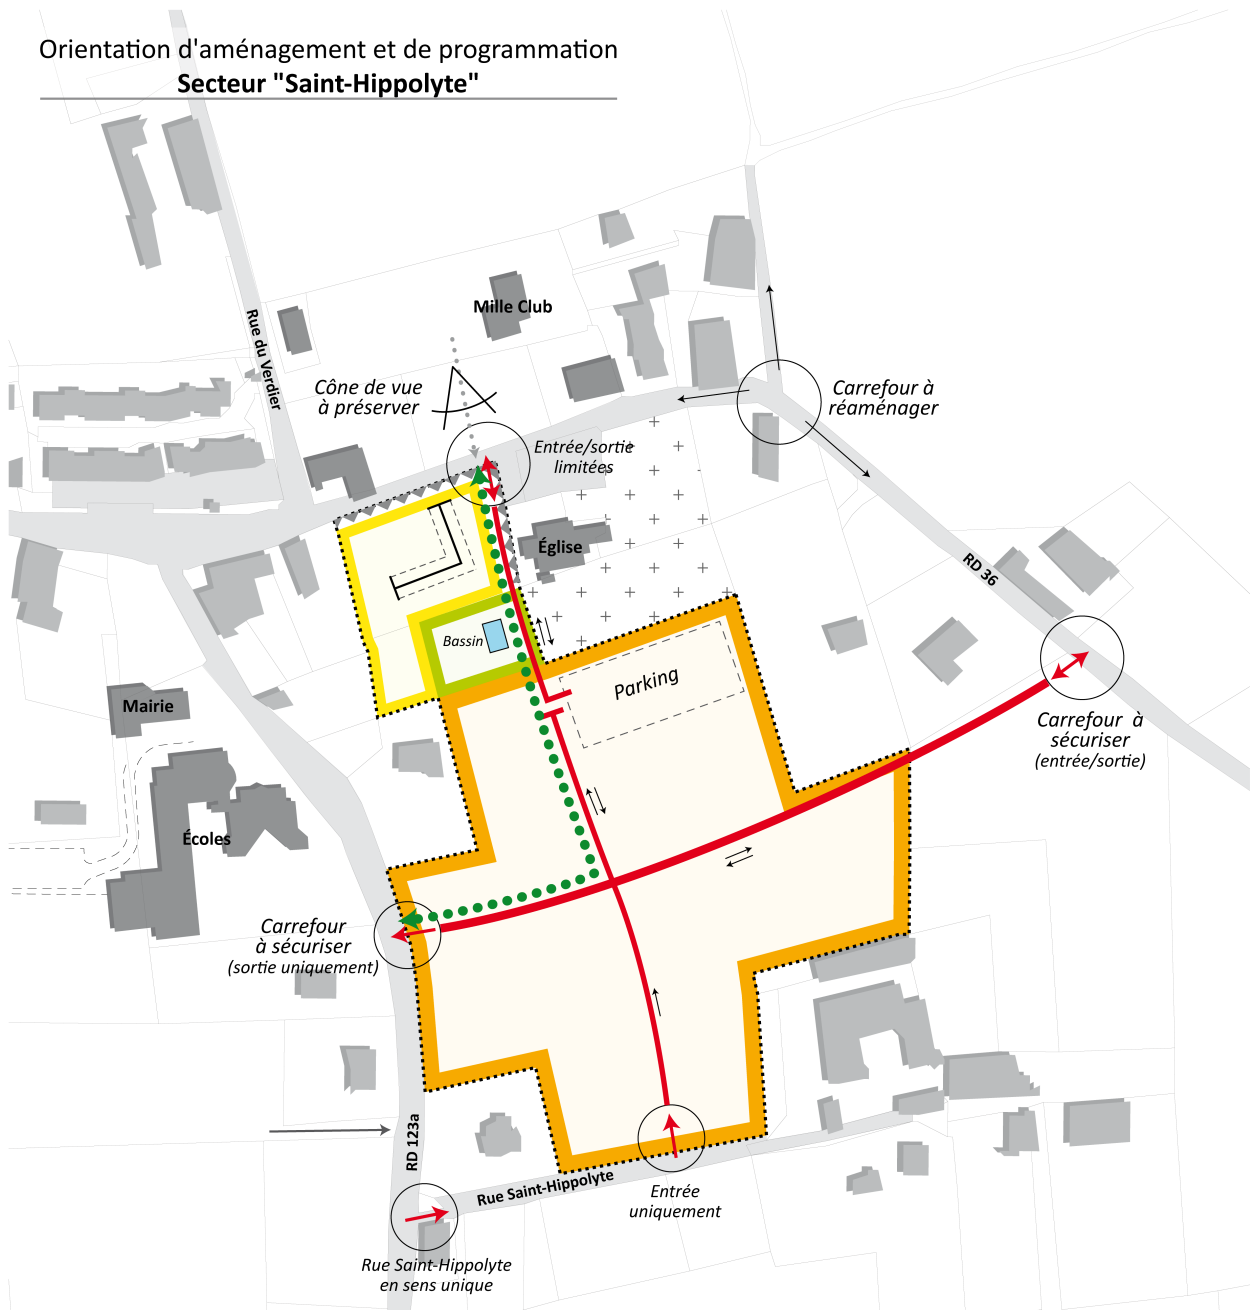 Orientation d'aménagement et de programmation
Secteur "Saint-Hippolyte"
Mille Club
Rue du Verdier
Cône de vue
à préserver
Carrefour à
réaménager
Entrée/sortie
limitées
Église
RD 36
Bassin
Parking
Mairie
Carrefour à
sécuriser
(entrée/sortie)
Écoles
Carrefour
à sécuriser
(sortie uniquement)
RD 123a
Rue Saint-Hippolyte
Entrée
uniquement
Rue Saint-Hippolyte
en sens unique